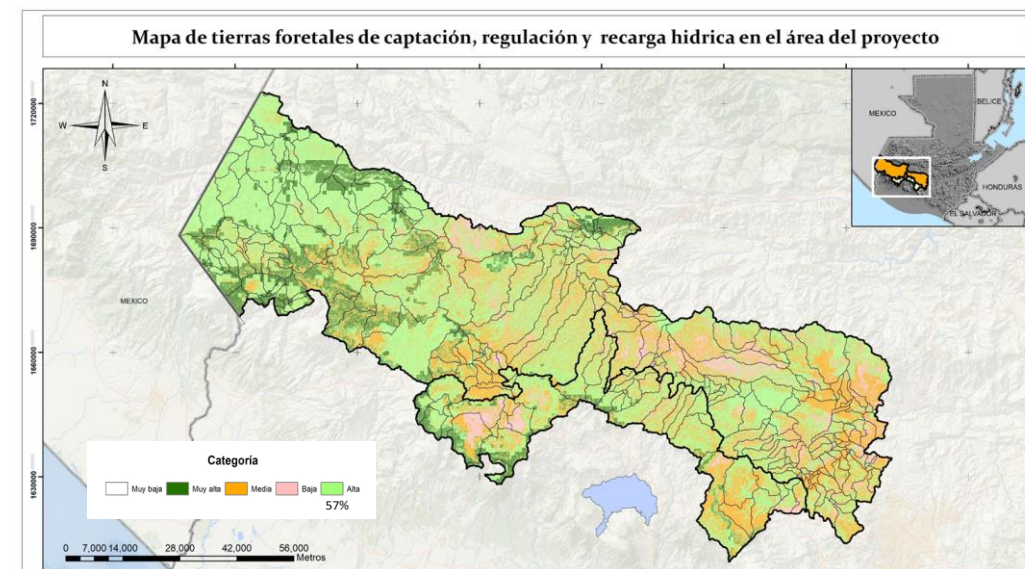 Mapa de tierras foretales de captación, regulación y recarga hidrica en el área del proyecto
N
W E
S
1720000
1690000
1660000
1630000
MEXICO
MEXICO
BELICE
HONDURAS
EL SALVADOR
Categoría
Muy baja Muy alta Media Baja Alta
57%
0 7,000 14,000 28,000 42,000 56,000
Metros